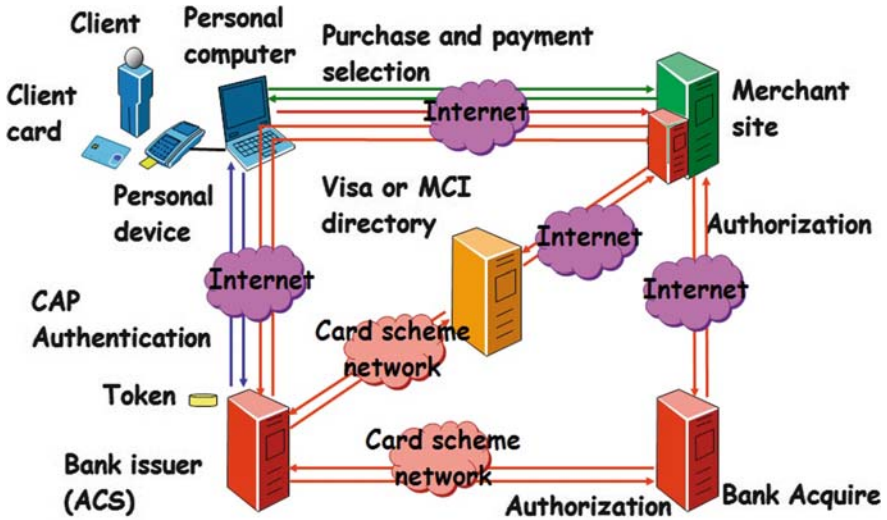 Client
Personal
computer
Purchase and payment
selection
Client
card
Internet
Merchant
site
Personal
device
Visa or MCI
directory
Authorization
Internet
Internet
Internet
CAP
Authentication
Card scheme
network
Token
Card scheme
network
Bank issuer
(ACS)
Authorization
Bank Acquire